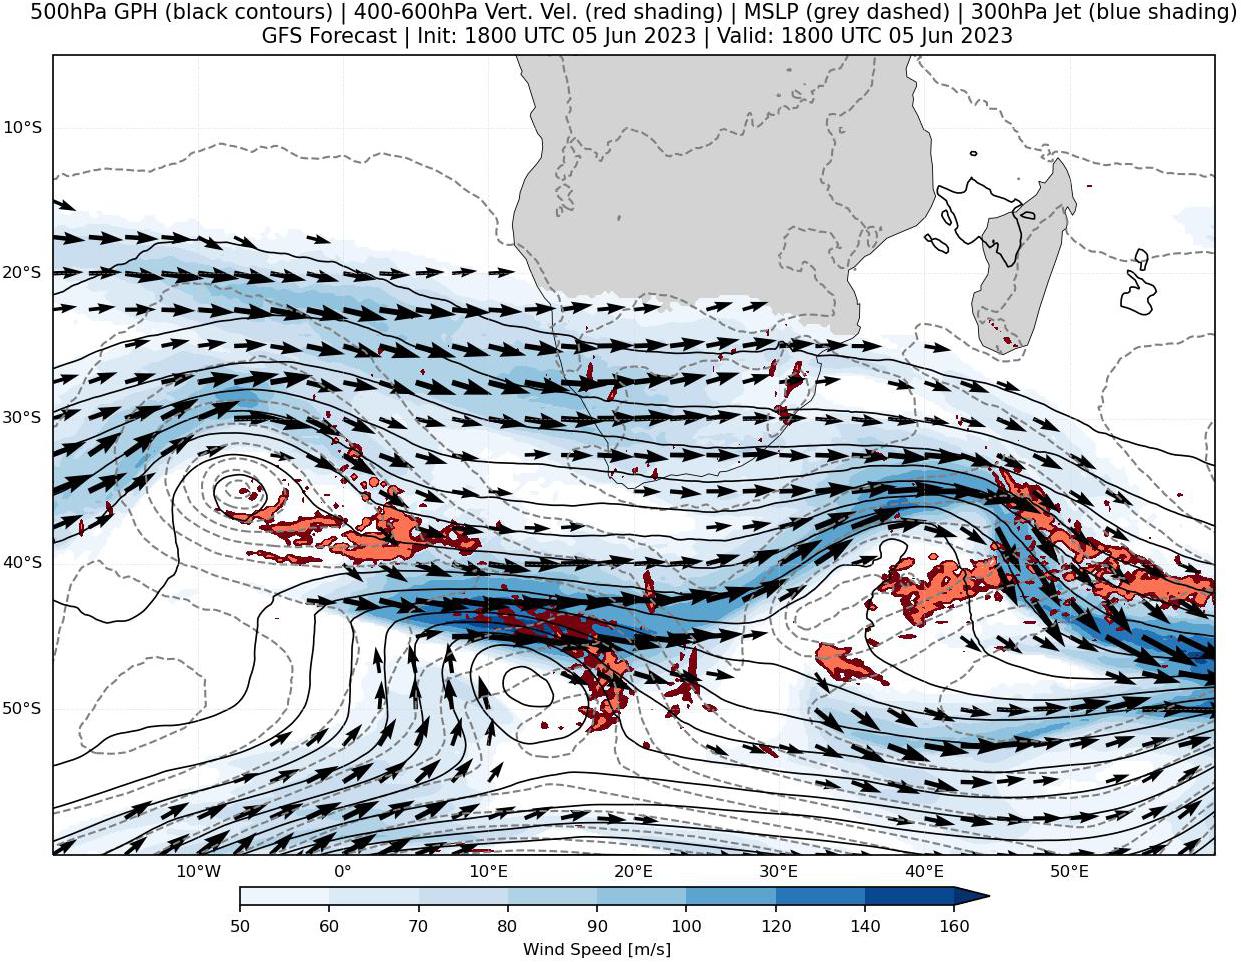 500hPa GPH (black contours) | 400-600hPa Vert. Vel. (red shading) | MSLP (grey dashed) | 300hPa Jet (blue shading)
GFS Forecast | Init: 1800 UTC 05 Jun 2023 | Valid: 1800 UTC 05 Jun 2023
10°S
20°S
30°S
40°S
50°S
10°W 0° 10°E 20°E 30°E 40°E 50°E
50 60 70 80 90 100 120 140 160
Wind Speed [m/s]